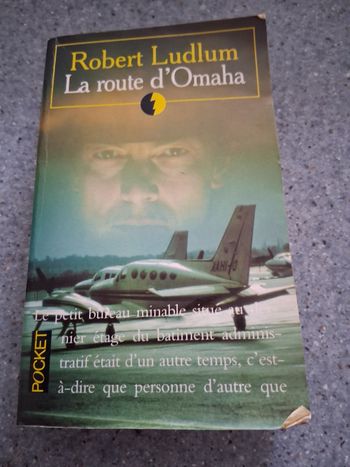 Robert Ludlum
La route d'Omaha
Le petit bureau minable situé au
nier étage du bâtiment adminis-
tratif était d'un autre temps, c'est-
à-dire que personne d'autre que
POCKET